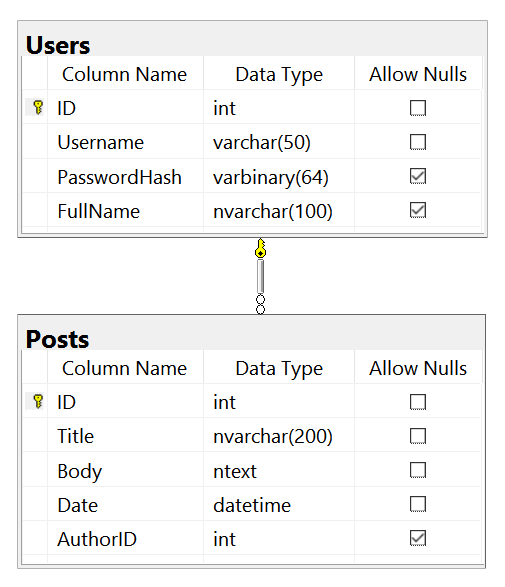 Users
Column Name Data Type Allow Nulls
ID int
Username varchar(50)
PasswordHash varbinary(64)
FullName nvarchar(100)
Posts
Column Name Data Type Allow Nulls
ID int
Title nvarchar(200)
Body ntext
Date datetime
AuthorID int